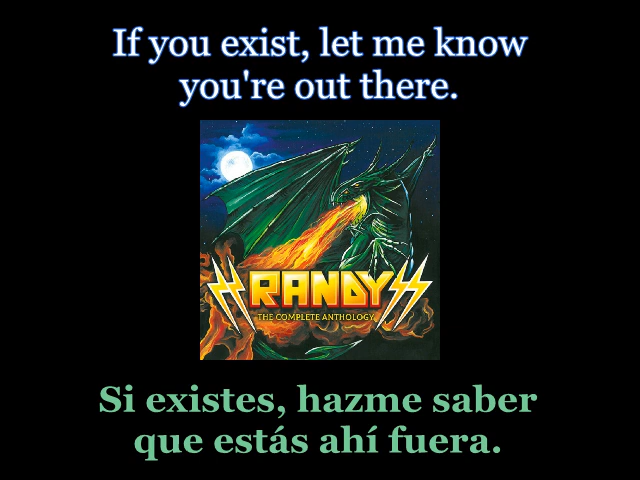 If you exist, let me know
you're out there.
RANDY
THE COMPLETE ANTHOLOGY
Si existes, hazme saber
que estás ahí fuera.